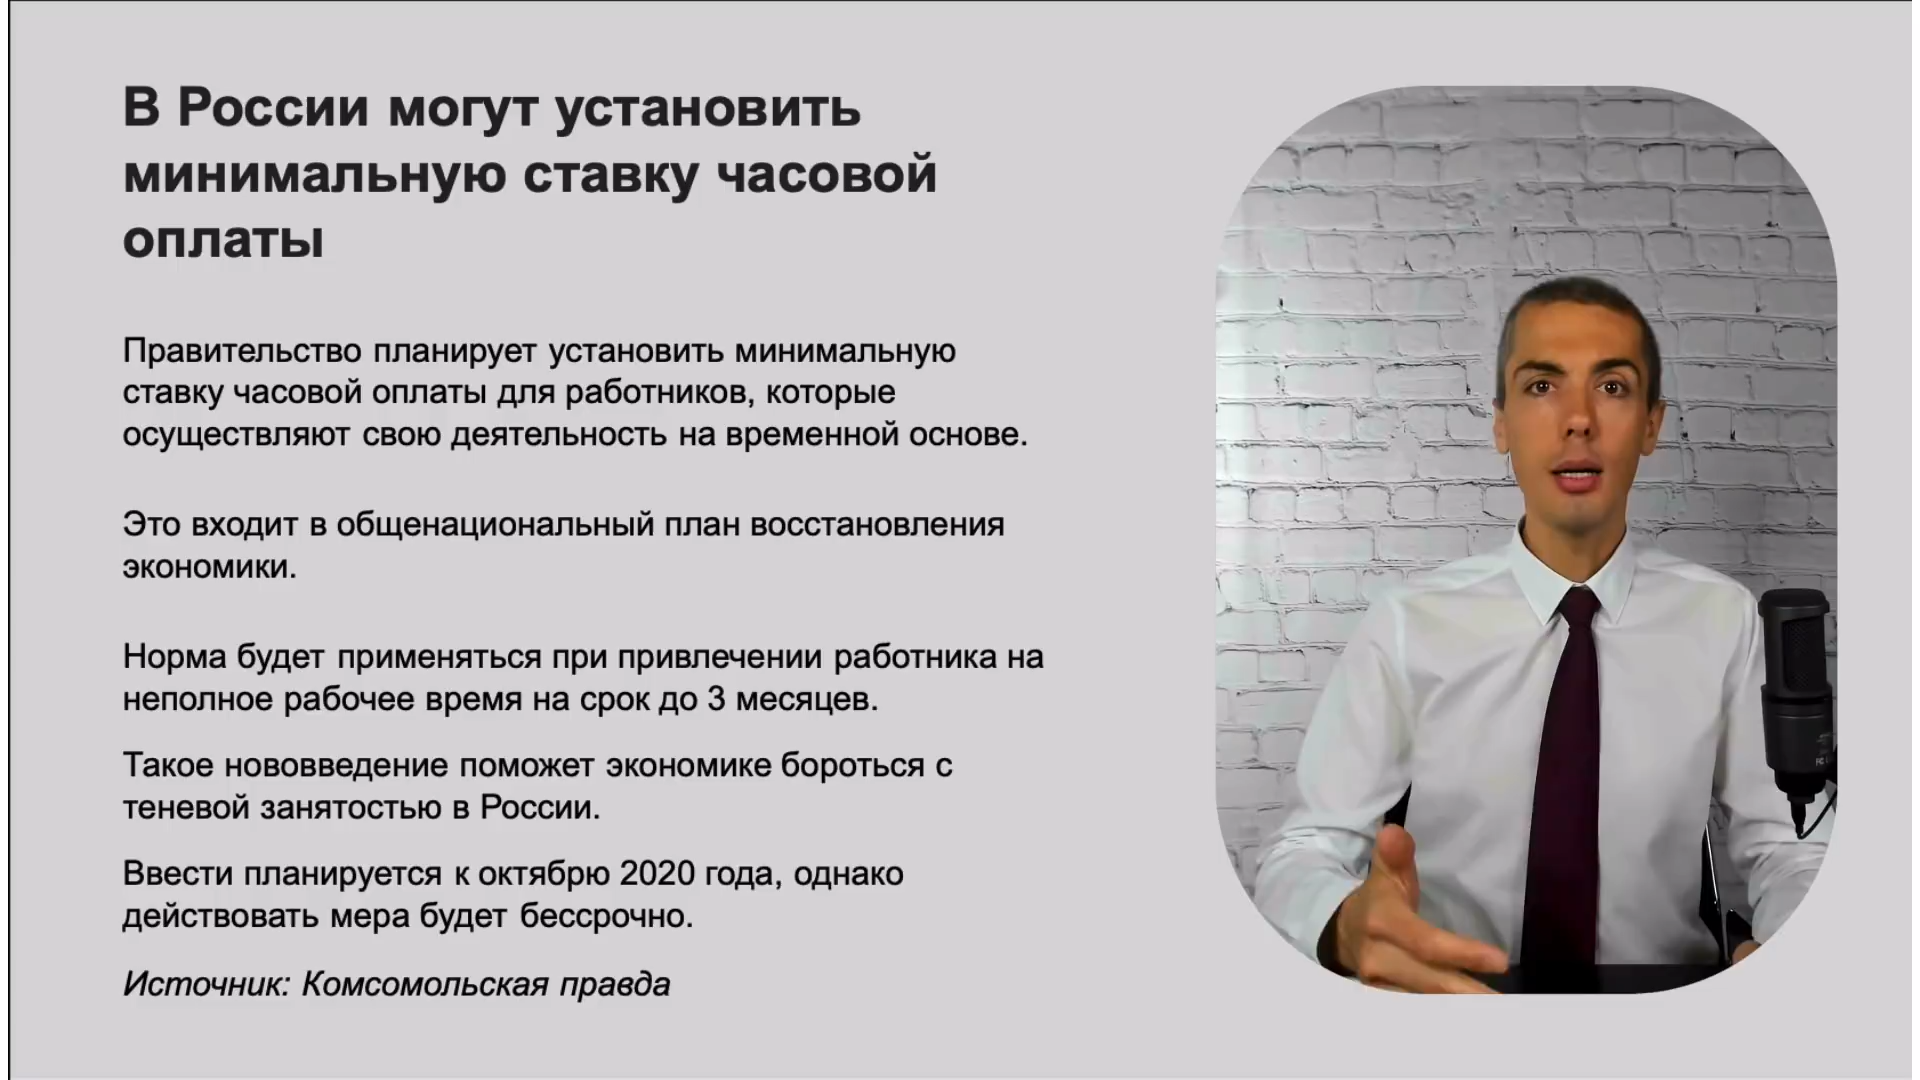 В России могут установить
минимальную ставку часовой
оплаты
Правительство планирует установить минимальную
ставку часовой оплаты для работников, которые
осуществляют свою деятельность на временной основе.
Это входит в общенациональный план восстановления
экономики.
Норма будет применяться при привлечении работника на
неполное рабочее время на срок до 3 месяцев.
Такое нововведение поможет экономике бороться с
теневой занятостью в России.
Ввести планируется к октябрю 2020 года, однако
действовать мера будет бессрочно.
Источник: Комсомольская правда